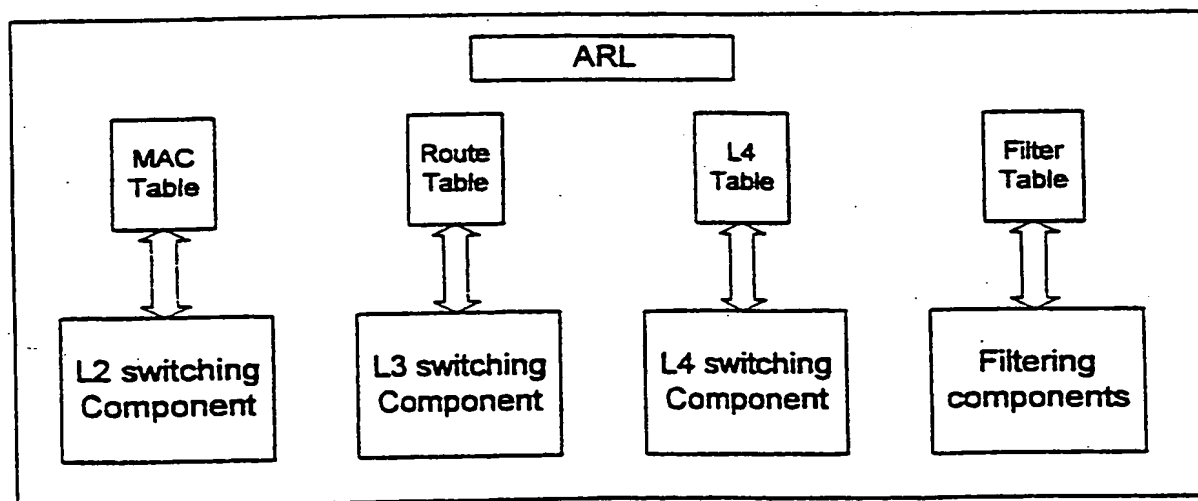 ARL
MAC
Table
Route
Table
L4
Table
Filter
Table
L2 switching
Component
L3 switching
Component
L4 switching
Component
Filtering
components